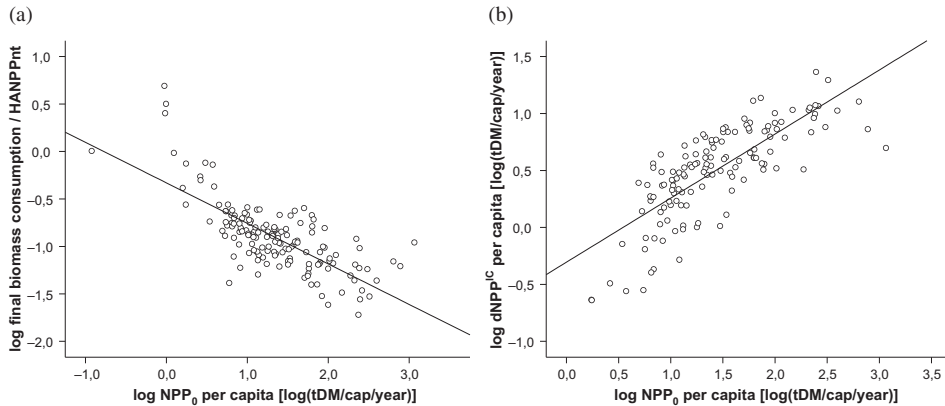 (a)
log final biomass consumption / HANPPnt
1,0
0,5
0,0
−0,5
−1,0
−1,5
−2,0
−1,0 0,0 1,0 2,0 3,0
log NPP₀ per capita [log(tDM/cap/year)]
(b)
log dNPPᴵᶜ per capita [log(tDM/cap/year)]
1,5
1,0
0,5
0,0
−0,5
−1,0
0,0 0,5 1,0 1,5 2,0 2,5 3,0 3,5
log NPP₀ per capita [log(tDM/cap/year)]